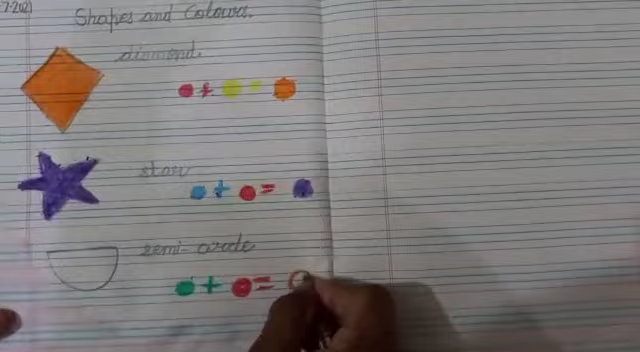 Shapes and Colours.
diamond.
+ =
star
+ =
semi-circle
+ =